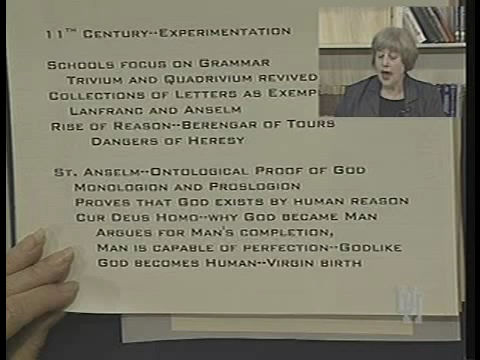 11TH CENTURY--EXPERIMENTATION
SCHOOLS FOCUS ON GRAMMAR
TRIVIUM AND QUADRIVIUM REVIVED
COLLECTIONS OF LETTERS AS EXEMP
LANFRANC AND ANSELM
RISE OF REASON--BERENGAR OF TOURS
DANGERS OF HERESY
ST. ANSELM--ONTOLOGICAL PROOF OF GOD
MONOLOGION AND PROSLOGION
PROVES THAT GOD EXISTS BY HUMAN REASON
CUR DEUS HOMO--WHY GOD BECAME MAN
ARGUES FOR MAN'S COMPLETION,
MAN IS CAPABLE OF PERFECTION--GODLIKE
GOD BECOMES HUMAN--VIRGIN BIRTH